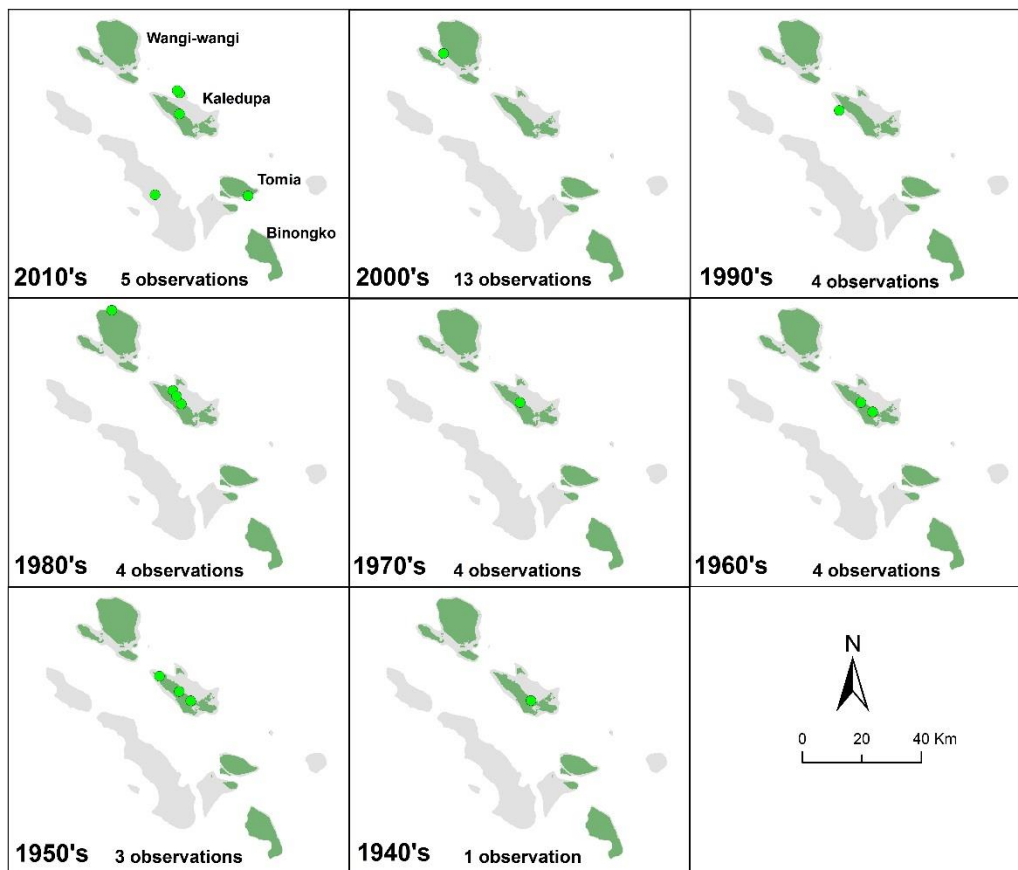 Wangi-wangi
Kaledupa
Tomia
Binongko
2010's
5 observations
2000's
13 observations
1990's
4 observations
1980's
4 observations
1970's
4 observations
1960's
4 observations
1950's
3 observations
1940's
1 observation
N
0 20 40 Km